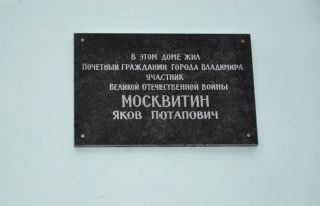 В ЭТОМ ДОМЕ ЖИЛ
ПОЧЕТНЫЙ ГРАЖДАНИН ГОРОДА ВЛАДИМИРА
УЧАСТНИК
ВЕЛИКОЙ ОТЕЧЕСТВЕННОЙ ВОЙНЫ
МОСКВИТИН
ЯКОВ ПОТАПОВИЧ